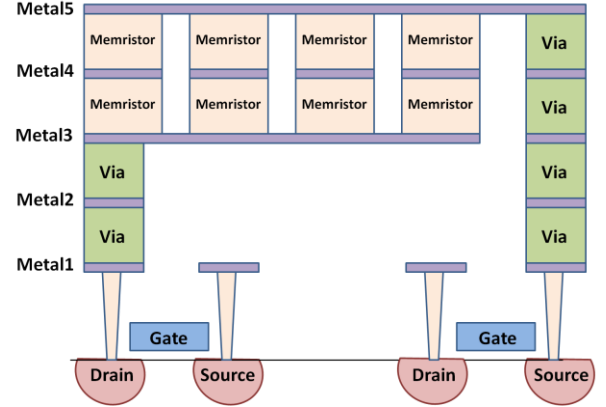 Metal5
Memristor Memristor Memristor Memristor Via
Metal4
Memristor Memristor Memristor Memristor Via
Metal3
Via Via
Metal2
Via Via
Metal1
Gate Gate
Drain Source Drain Source